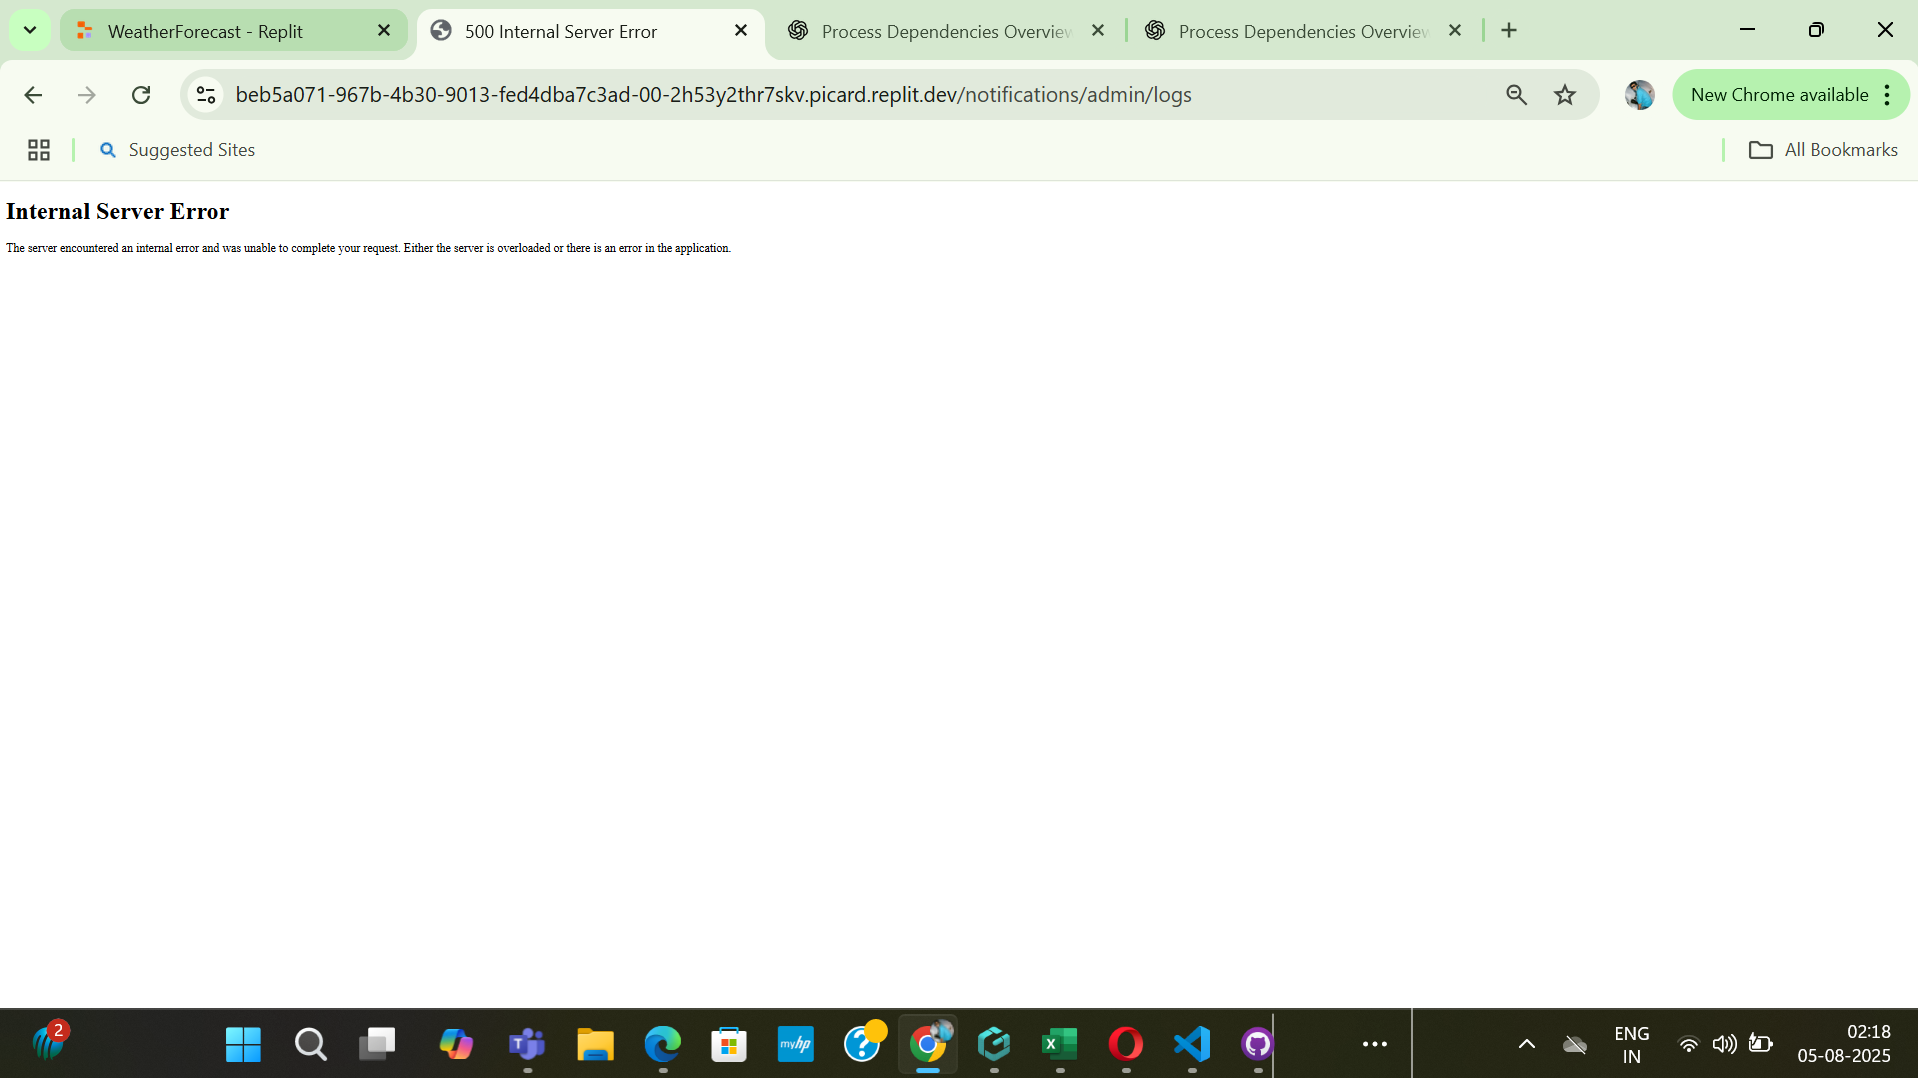 WeatherForecast - Replit
500 Internal Server Error
Process Dependencies Overview
Process Dependencies Overview
beb5a071-967b-4b30-9013-fed4dba7c3ad-00-2h53y2thr7skv.picard.replit.dev/notifications/admin/logs
New Chrome available
Suggested Sites
All Bookmarks
Internal Server Error
The server encountered an internal error and was unable to complete your request. Either the server is overloaded or there is an error in the application.
2
T
myhp
?
X
ENG
IN
02:18
05-08-2025